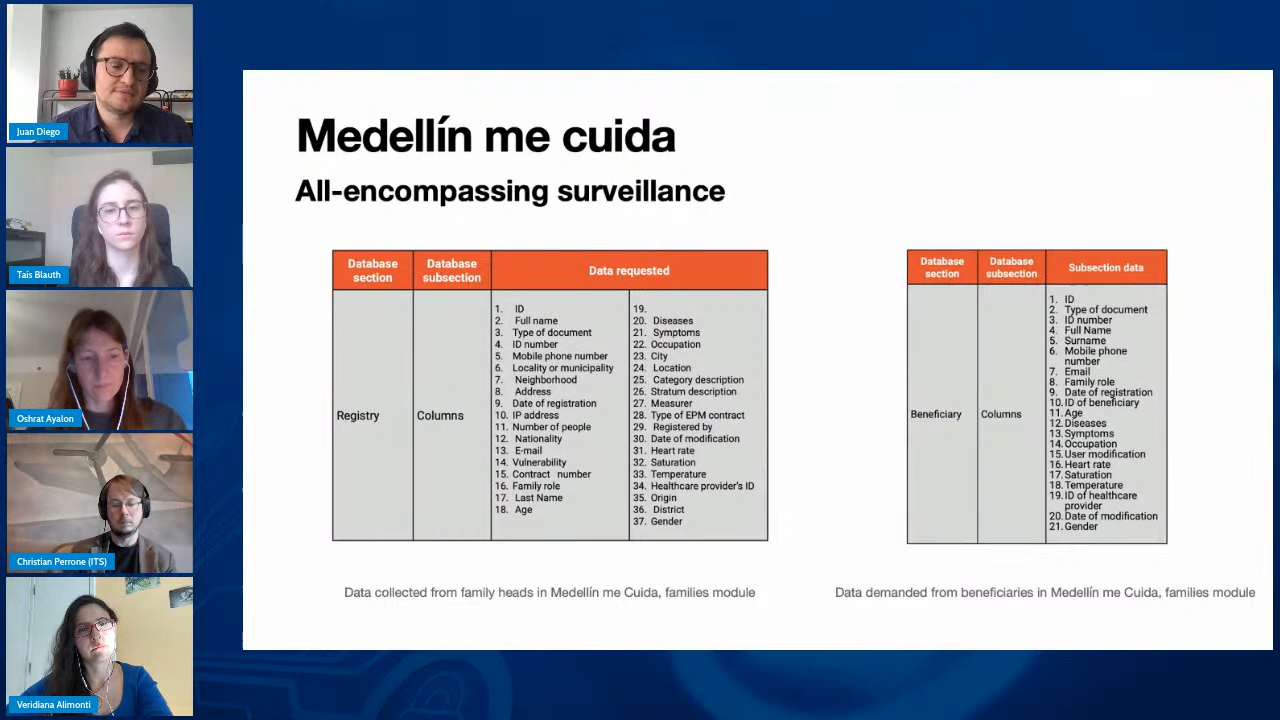 Juan Diego
Taís Blauth
Oshrat Ayalon
Christian Perrone (ITS)
Veridiana Alimonti
Medellín me cuida
All-encompassing surveillance
Database section
Database subsection
Data requested
Registry
Columns
1. ID
2. Full name
3. Type of document
4. ID number
5. Mobile phone number
6. Locality or municipality
7. Neighborhood
8. Address
9. Date of registration
10. IP address
11. Number of people
12. Nationality
13. E-mail
14. Vulnerability
15. Contract number
16. Family role
17. Last Name
18. Age
19.
20. Diseases
21. Symptoms
22. Occupation
23. City
24. Location
25. Category description
26. Stratum description
27. Measurer
28. Type of EPM contract
29. Registered by
30. Date of modification
31. Heart rate
32. Saturation
33. Temperature
34. Healthcare provider's ID
35. Origin
36. District
37. Gender
Data collected from family heads in Medellín me Cuida, families module
Database section
Database subsection
Subsection data
Beneficiary
Columns
1. ID
2. Type of document
3. ID number
4. Full Name
5. Surname
6. Mobile phone
number
7. Email
8. Family role
9. Date of registration
10. ID of beneficiary
11. Age
12. Diseases
13. Symptoms
14. Occupation
15. User modification
16. Heart rate
17. Saturation
18. Temperature
19. ID of healthcare
provider
20. Date of modification
21. Gender
Data demanded from beneficiaries in Medellín me Cuida, families module